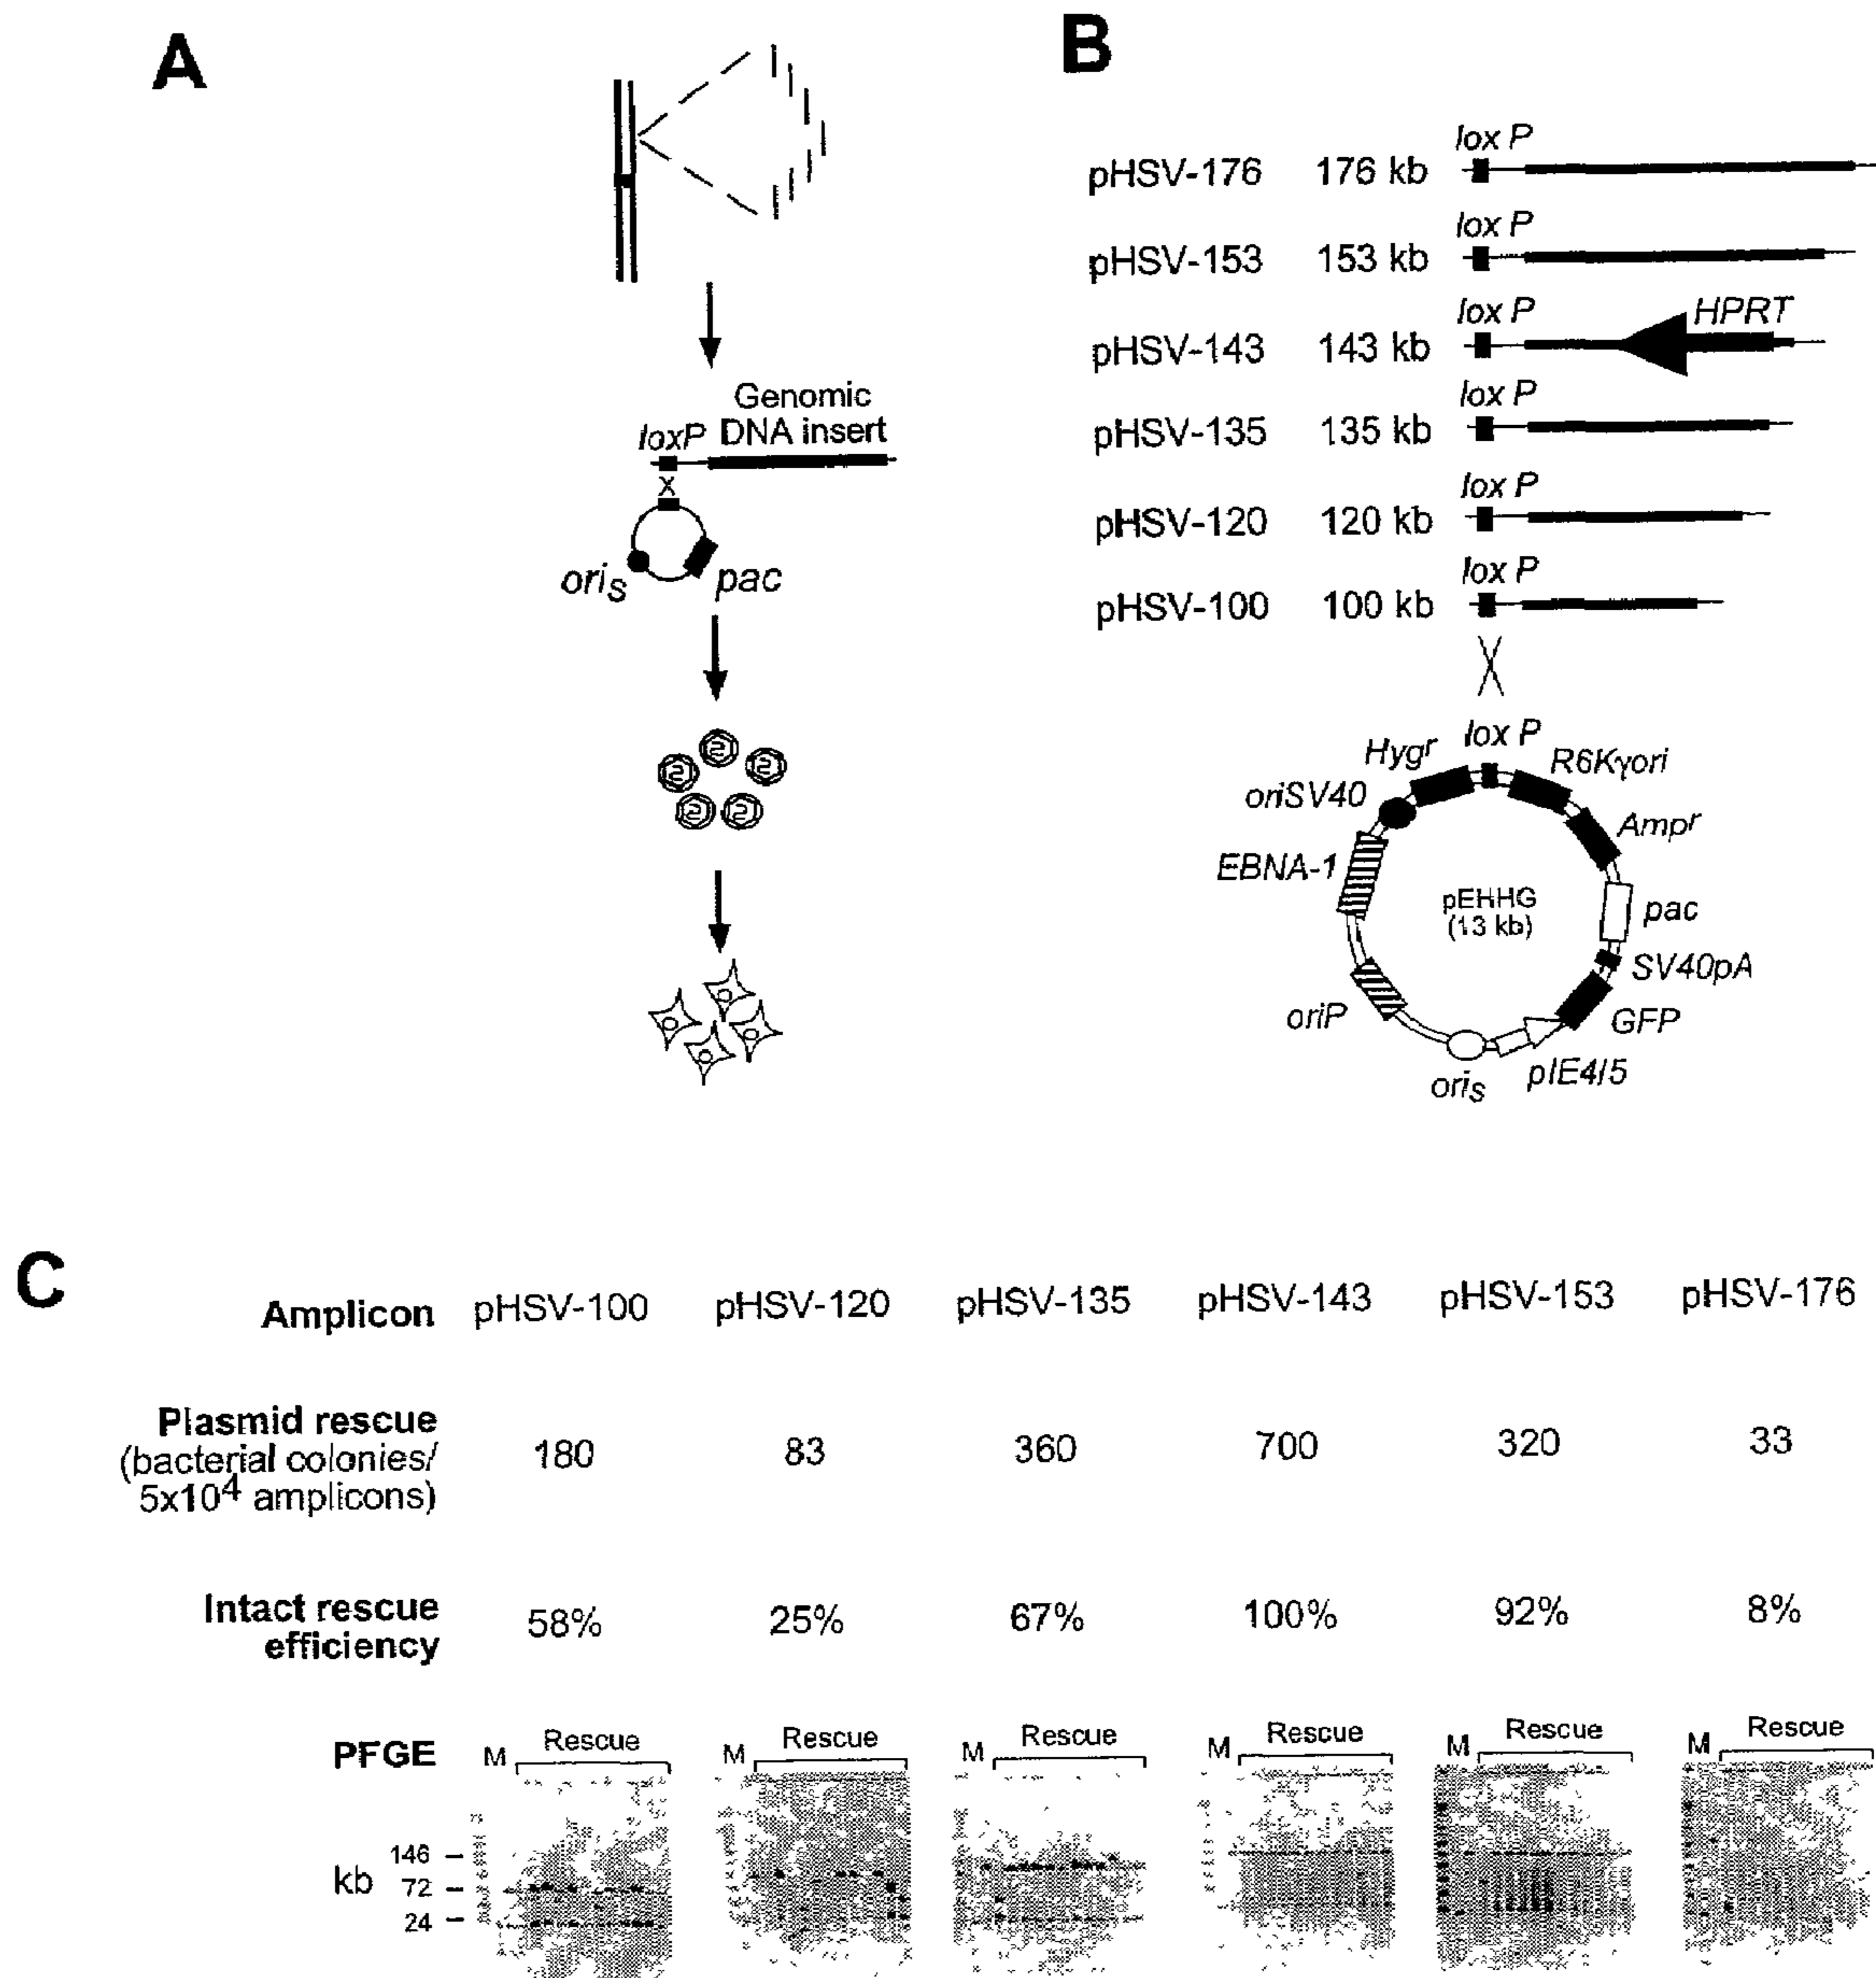 A
Genomic
loxP DNA insert
x
oriS
pac
B
lox P
pHSV-176 176 kb
lox P
pHSV-153 153 kb
lox P HPRT
pHSV-143 143 kb
lox P
pHSV-135 135 kb
lox P
pHSV-120 120 kb
lox P
pHSV-100 100 kb
Hygr lox P R6Kγori
oriSV40
Ampr
EBNA-1
pEHHG
(13 kb)
pac
SV40pA
oriP
GFP
oriS
pIE4/5
C
Amplicon pHSV-100 pHSV-120 pHSV-135 pHSV-143 pHSV-153 pHSV-176
Plasmid rescue
(bacterial colonies/
5x10⁴ amplicons)
180 83 360 700 320 33
Intact rescue
efficiency
58% 25% 67% 100% 92% 8%
PFGE M Rescue M Rescue M Rescue M Rescue M Rescue M Rescue
kb
146
72
24